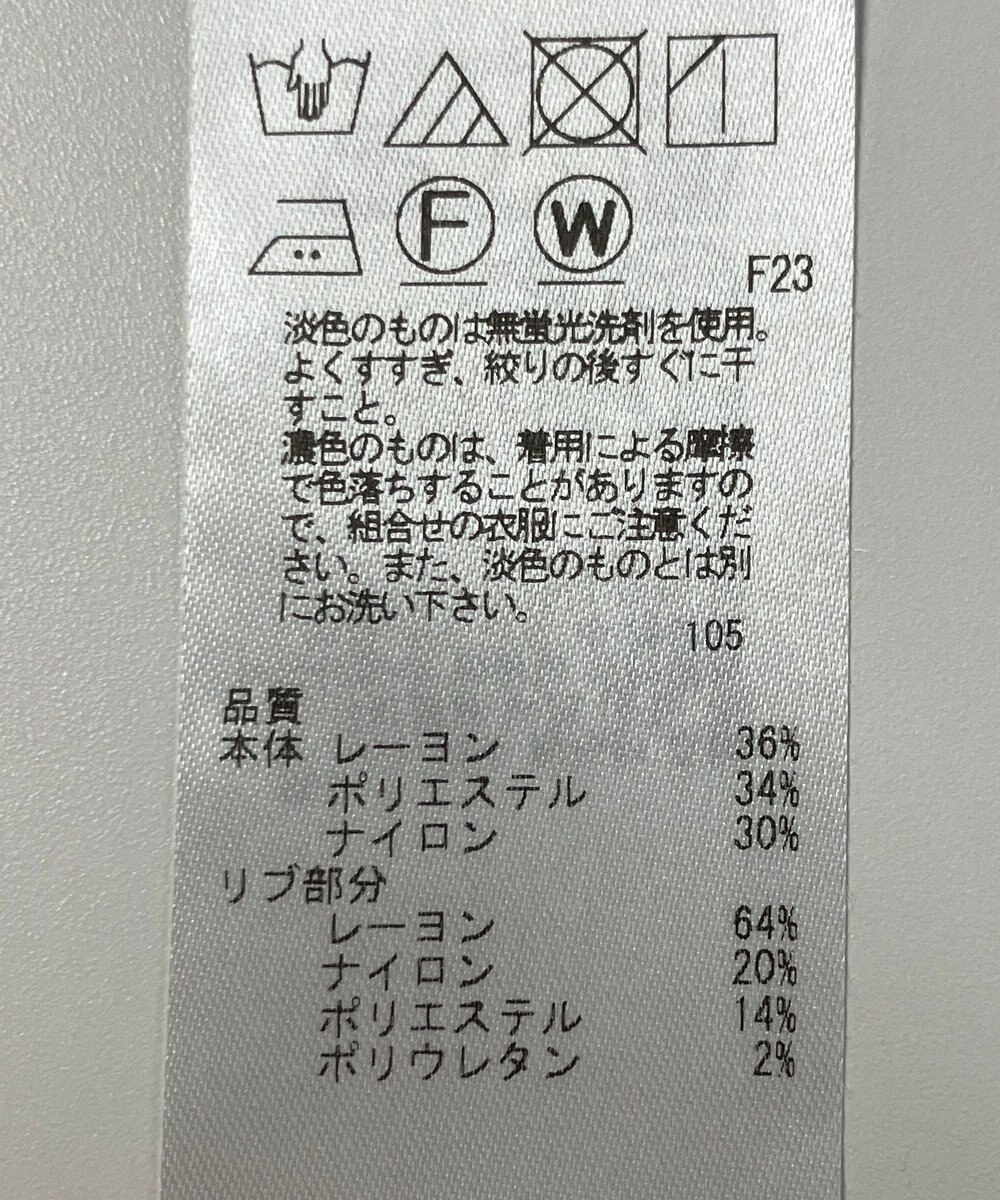 F W
F23
淡色のものは無蛍光洗剤を使用。
よくすすぎ、絞りの後すぐに干
すこと。
濃色のものは、着用による摩擦
で色落ちすることがありますの
で、組合せの衣服にご注意くだ
さい。また、淡色のものとは別
にお洗い下さい。
105
品質
本体 レーヨン 36%
ポリエステル 34%
ナイロン 30%
リブ部分
レーヨン 64%
ナイロン 20%
ポリエステル 14%
ポリウレタン 2%